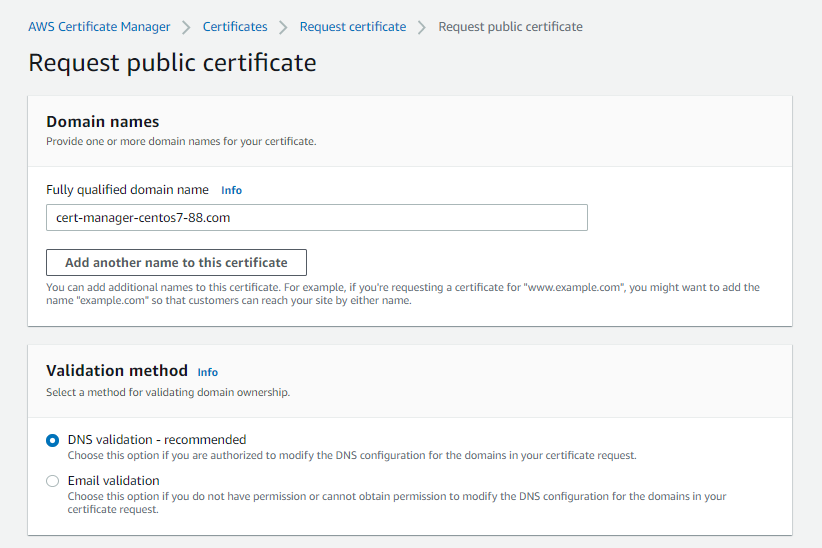 AWS Certificate Manager > Certificates > Request certificate > Request public certificate
Request public certificate
Domain names
Provide one or more domain names for your certificate.
Fully qualified domain name Info
cert-manager-centos7-88.com
Add another name to this certificate
You can add additional names to this certificate. For example, if you're requesting a certificate for "www.example.com", you might want to add the
name "example.com" so that customers can reach your site by either name.
Validation method Info
Select a method for validating domain ownership.
DNS validation - recommended
Choose this option if you are authorized to modify the DNS configuration for the domains in your certificate request.
Email validation
Choose this option if you do not have permission or cannot obtain permission to modify the DNS configuration for the domains in your
certificate request.